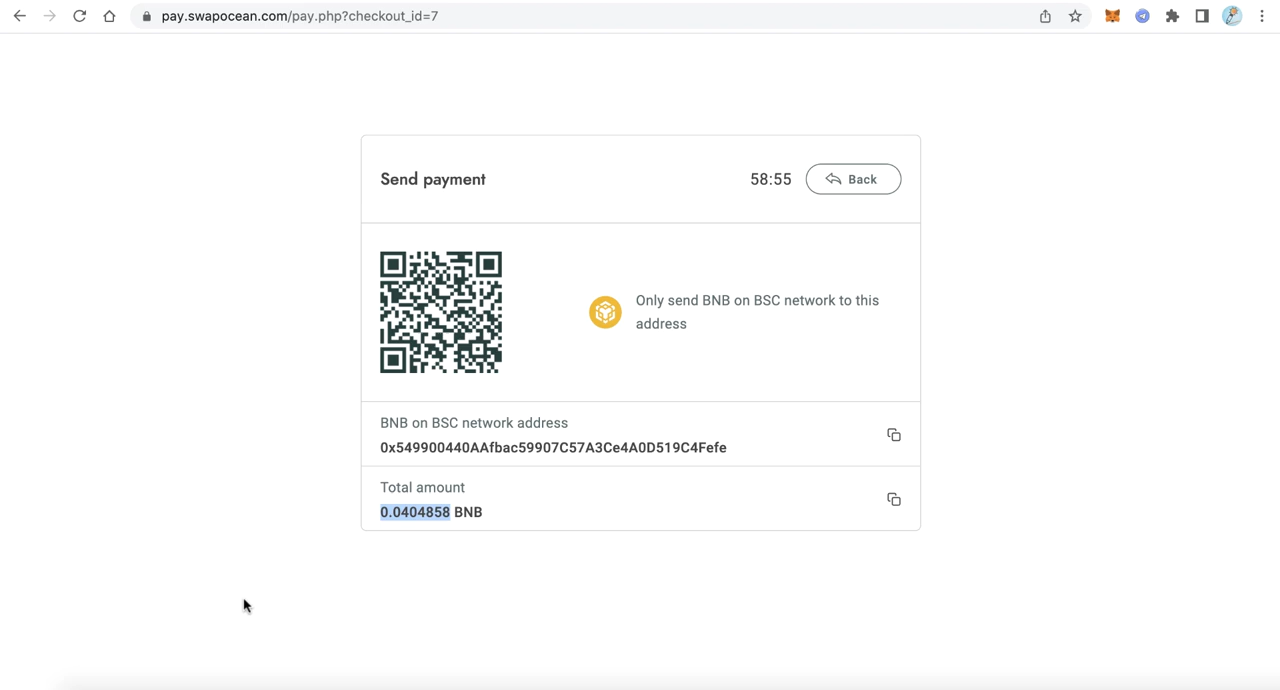 pay.swapocean.com/pay.php?checkout_id=7
Send payment
58:55
Back
Only send BNB on BSC network to this
address
BNB on BSC network address
0x549900440AAfbac59907C57A3Ce4A0D519C4Fefe
Total amount
0.0404858 BNB